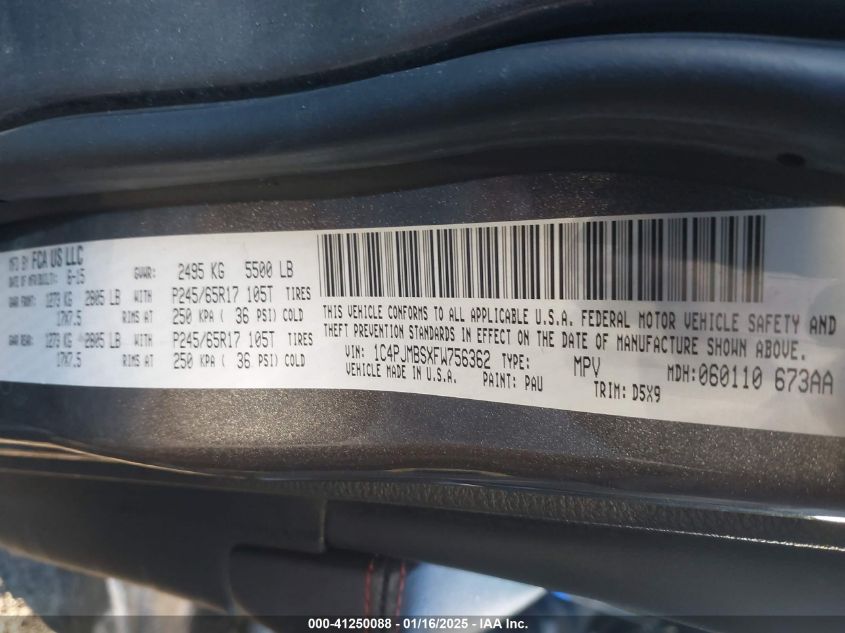 MFD BY FCA US LLC
DATE OF MFR/BUILT: 6-15 GVWR: 2495 KG 5500 LB
GAWR FRONT: 1273 KG 2805 LB WITH P245/65R17 105T TIRES
17X7.5 RIMS AT 250 KPA ( 36 PSI) COLD
GAWR REAR: 1273 KG 2805 LB WITH P245/65R17 105T TIRES
17X7.5 RIMS AT 250 KPA ( 36 PSI) COLD
THIS VEHICLE CONFORMS TO ALL APPLICABLE U.S.A. FEDERAL MOTOR VEHICLE SAFETY AND
THEFT PREVENTION STANDARDS IN EFFECT ON THE DATE OF MANUFACTURE SHOWN ABOVE.
VIN: 1C4PJMBSXFW756362 TYPE: MPV MDH:060110 673AA
VEHICLE MADE IN U.S.A. PAINT: PAU TRIM: D5X9
000-41250088 - 01/16/2025 - IAA Inc.